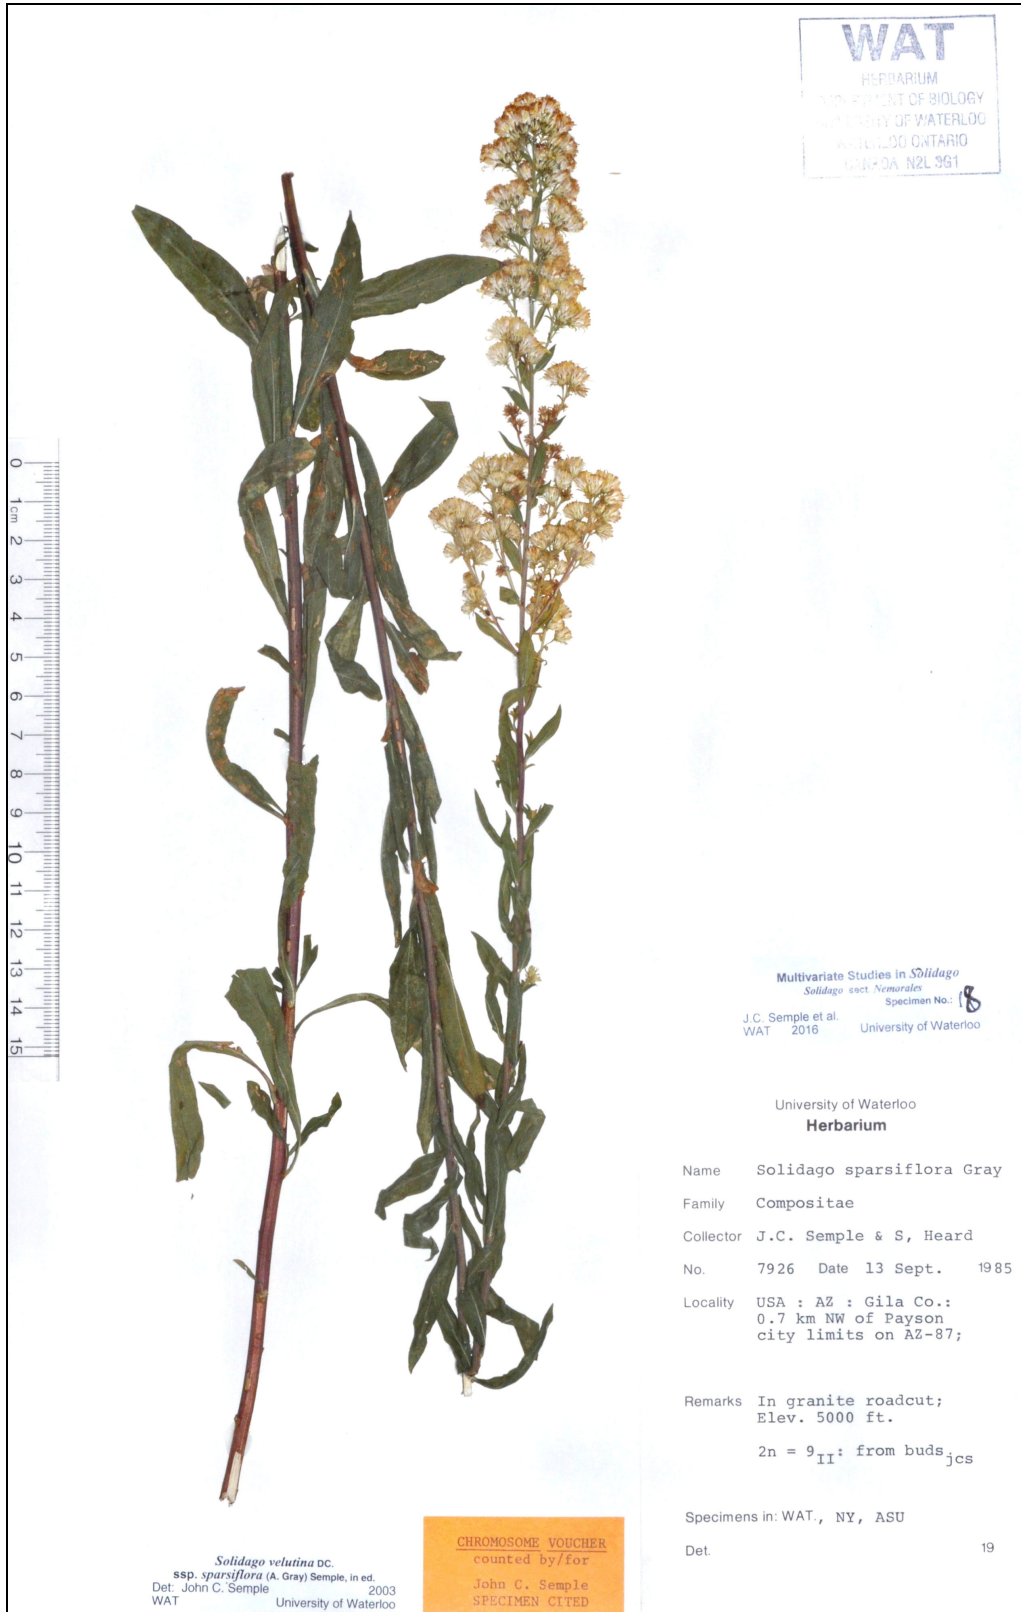 WAT
HERBARIUM
OF BIOLOGY
OF WATERLOO
ONTARIO
N2L 3G1
0
1cm
2
3
4
5
6
7
8
9
10
11
12
13
14
15
Multivariate Studies in Solidago
Solidago sect. Nemorales
Specimen No.: 18
J.C. Semple et al.
WAT 2016 University of Waterloo
University of Waterloo
Herbarium
Name Solidago sparsiflora Gray
Family Compositae
Collector J.C. Semple & S, Heard
No. 7926 Date 13 Sept. 1985
Locality USA : AZ : Gila Co.:
0.7 km NW of Payson
city limits on AZ-87;
Remarks In granite roadcut;
Elev. 5000 ft.
2n = 9II: from buds jcs
Specimens in: WAT., NY, ASU
Det. 19
CHROMOSOME VOUCHER
counted by/for
John C. Semple
SPECIMEN CITED
Solidago velutina DC.
ssp. sparsiflora (A. Gray) Semple, in ed.
Det: John C. Semple 2003
WAT University of Waterloo